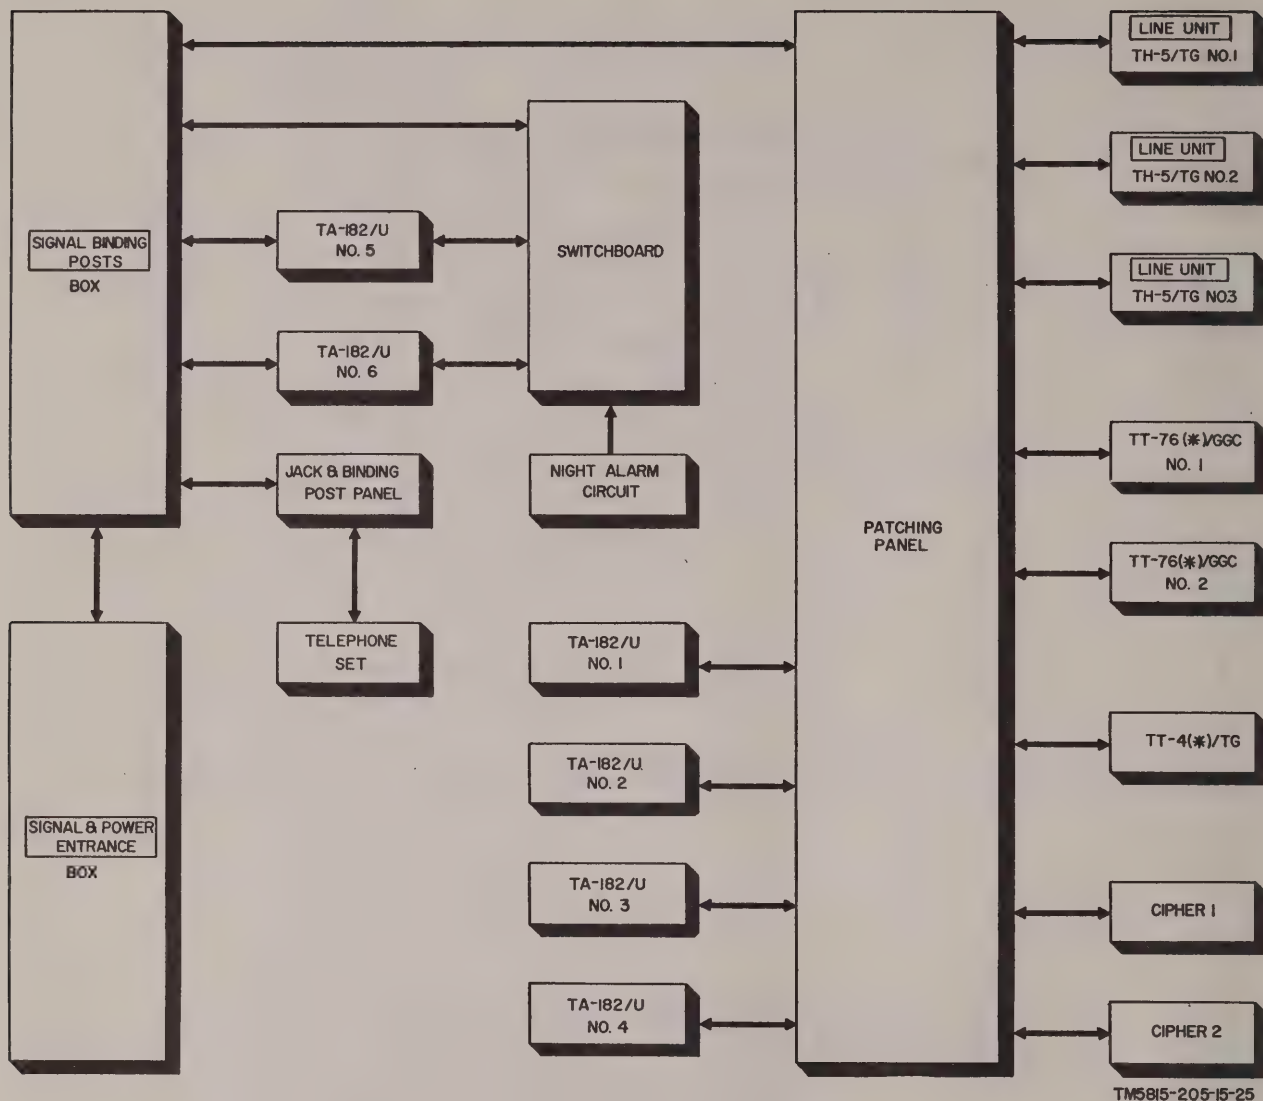 SIGNAL BINDING
POSTS
BOX
SIGNAL & POWER
ENTRANCE
BOX
TA-182/U
NO. 5
TA-182/U
NO. 6
JACK & BINDING
POST PANEL
TELEPHONE
SET
SWITCHBOARD
NIGHT ALARM
CIRCUIT
TA-182/U
NO. 1
TA-182/U.
NO. 2
TA-182/U
NO. 3
TA-182/U
NO. 4
PATCHING
PANEL
LINE UNIT
TH-5/TG NO.1
LINE UNIT
TH-5/TG NO.2
LINE UNIT
TH-5/TG NO.3
TT-76(*)/GGC
NO. 1
TT-76(*)/GGC
NO. 2
TT-4(*)/TG
CIPHER 1
CIPHER 2
TM5815-205-15-25